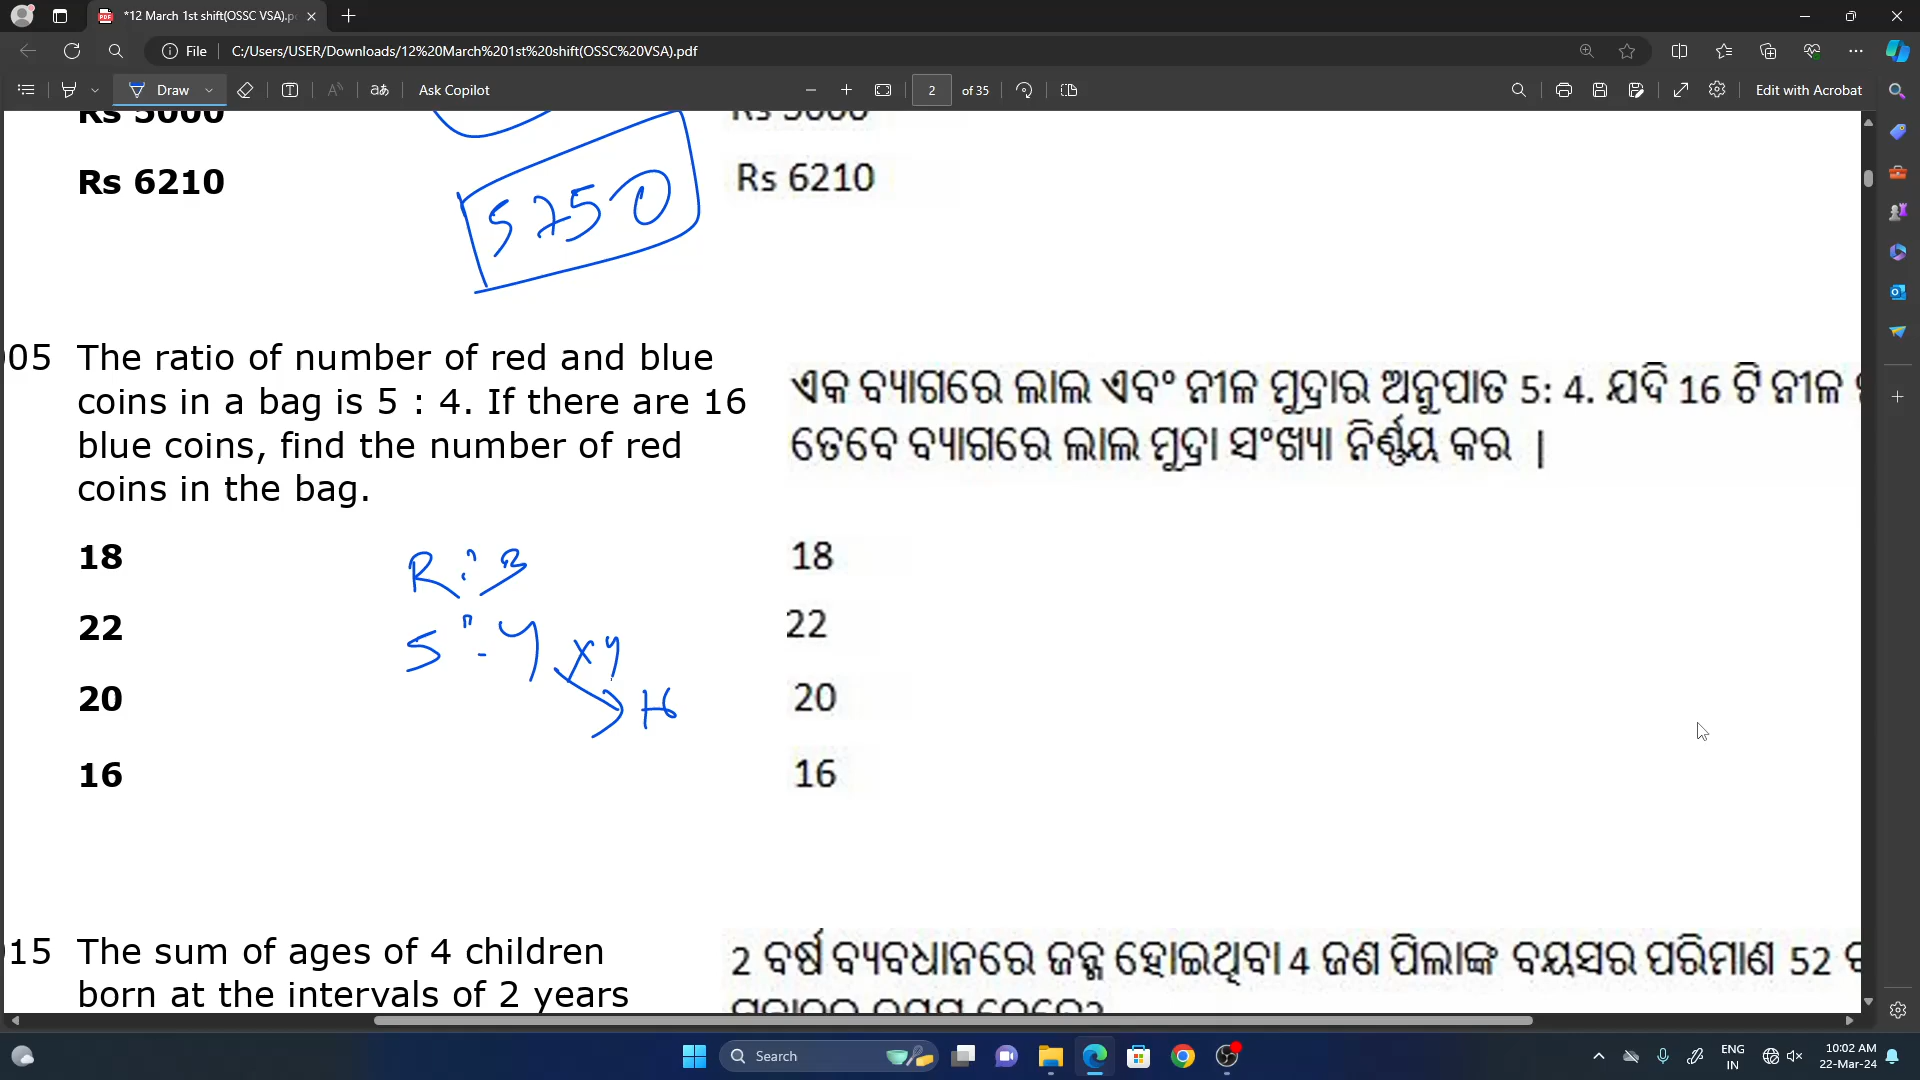 *12 March 1st shift(OSSC VSA).p
File C:/Users/USER/Downloads/12%20March%201st%20shift(OSSC%20VSA).pdf
Draw aあ Ask Copilot 2 of 35 Edit with Acrobat
Rs 5000
Rs 6210 Rs 6210
5750
05 The ratio of number of red and blue
coins in a bag is 5 : 4. If there are 16
blue coins, find the number of red
coins in the bag.
ଏକ ବ୍ୟାଗରେ ଲାଲ ଏବଂ ନୀଳ ମୁଦ୍ରାର ଅନୁପାତ 5: 4. ଯଦି 16 ଟି ନୀଳ
ତେବେ ବ୍ୟାଗରେ ଲାଲ ମୁଦ୍ରା ସଂଖ୍ୟା ନିର୍ଣ୍ଣୟ କର |
18 R : B 18
22 5 : 4 x4 22
20 16 20
16 16
15 The sum of ages of 4 children
born at the intervals of 2 years
2 ବର୍ଷ ବ୍ୟବଧାନରେ ଜନ୍ମ ହୋଇଥିବା 4 ଜଣ ପିଲାଙ୍କ ବୟସର ପରିମାଣ 52
Search
ENG
IN
10:02 AM
22-Mar-24